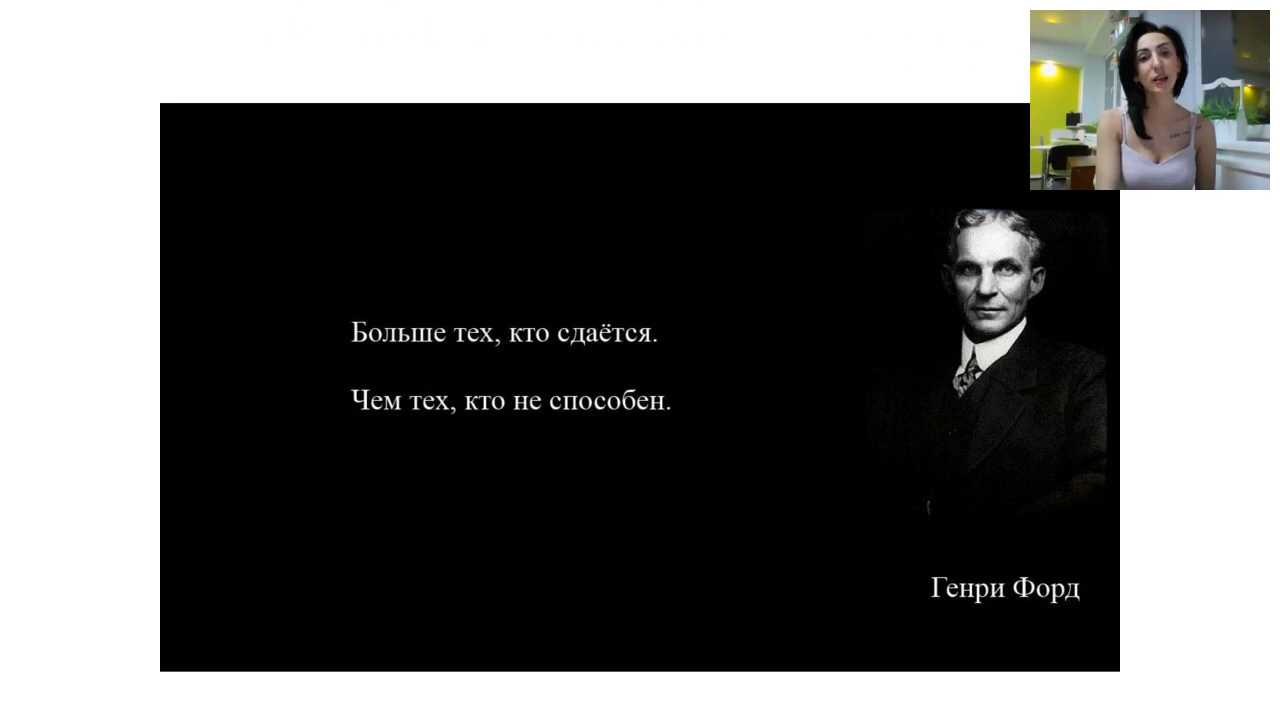 Больше тех, кто сдаётся.
Чем тех, кто не способен.
Генри Форд